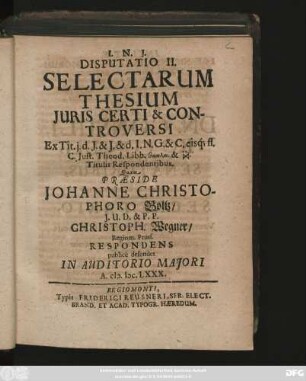 I. N. J.
DISPUTATIO II.
SELECTARUM
THESIUM
JURIS CERTI & CON-
TROVERSI
Ex Tit. j. d. J. & J. & d. I. N. G. & C. eisq; ff.
C. Just. Theod. Libb. &
Titulis Respondentibus.
Quam
PRÆSIDE
JOHANNE CHRISTO-
PHORO Boltz/
J. U. D. & P. P.
CHRISTOPH. Wegner/
Regiom. Pruss.
RESPONDENS
publicè defendet
IN AUDITORIO MAJORI
A. cIↄ. Iↄc. LXXX.
REGIOMONTI,
Typis FRIDERICI REUSNERI, SER. ELECT.
BRAND. ET ACAD. TYPOGR. HÆREDUM.